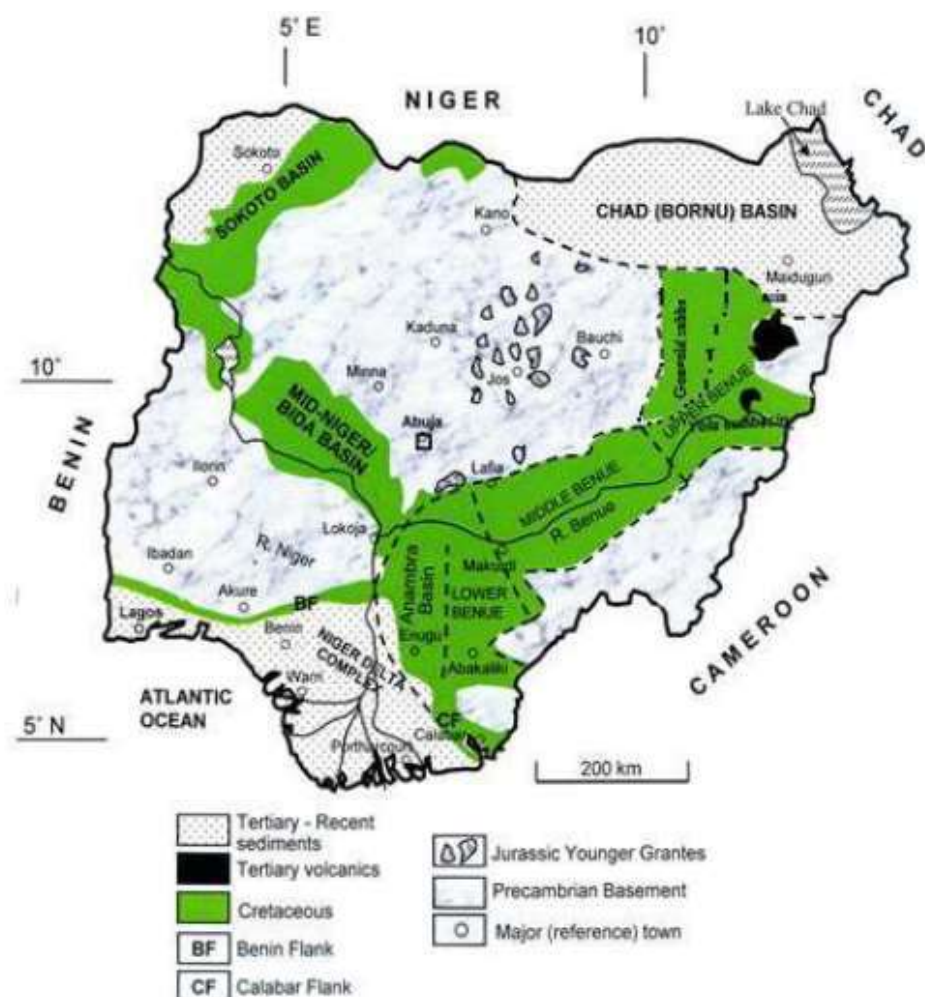 5° E
10°
NIGER
CHAD
Lake Chad
Sokoto
SOKOTO BASIN
Kano
CHAD (BORNU) BASIN
Maiduguri
Kaduna
Bauchi
Jos
Minna
10°
MID-NIGER/
BIDA BASIN
Abuja
UPPER BENUE
BENIN
Ilorin
Lafia
MIDDLE BENUE
R. Benue
Lokoja
Ibadan
R. Niger
Makurdi
Anambra
Basin
LOWER
BENUE
Akure
BF
Lagos
Benin
Enugu
Abakaliki
NIGER DELTA
COMPLEX
CAMEROON
Warri
ATLANTIC
OCEAN
CF
Calabar
5° N
Portharcourt
200 km
Tertiary - Recent
sediments
Tertiary volcanics
Cretaceous
BF Benin Flank
CF Calabar Flank
Jurassic Younger Grantes
Precambrian Basement
Major (reference) town